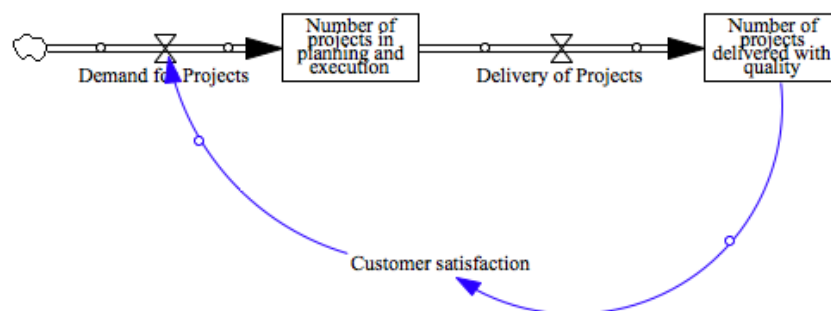 Number of
projects in
planning and
execution
Demand for Projects
Delivery of Projects
Number of
projects
delivered with
quality
Customer satisfaction